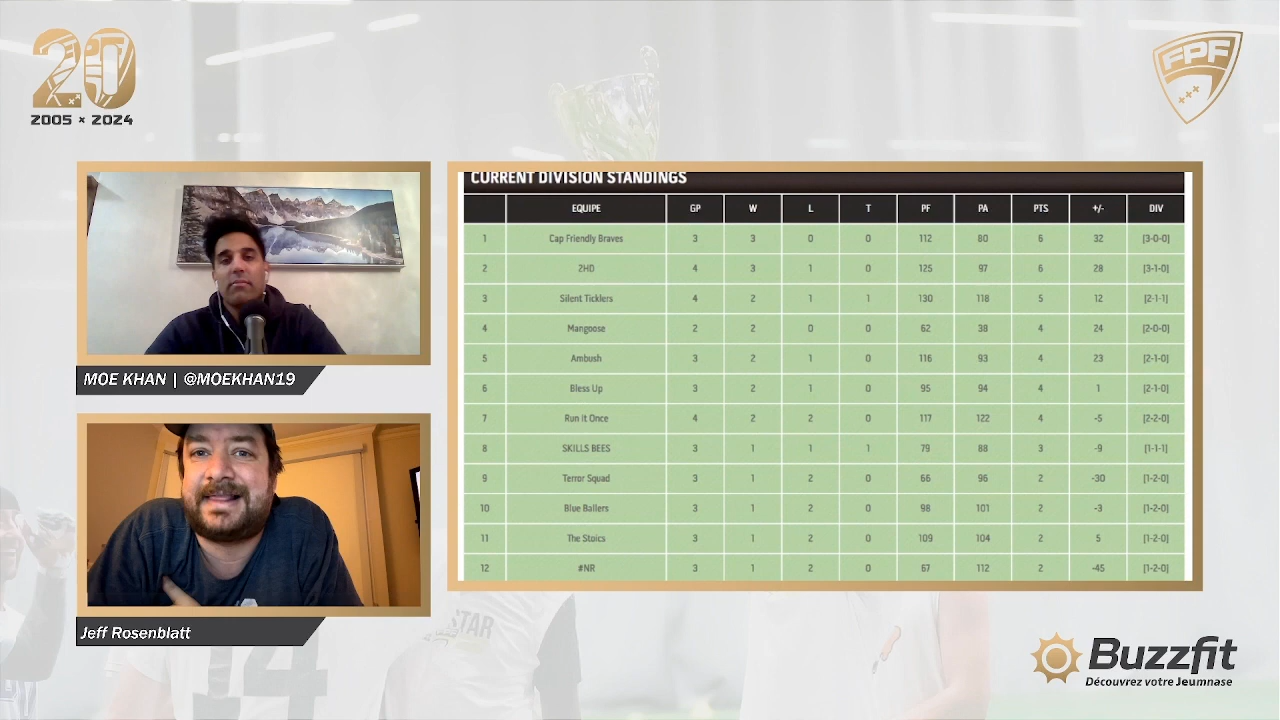 20
2005 × 2024
FPF
MOE KHAN | @MOEKHAN19
Jeff Rosenblatt
CURRENT DIVISION STANDINGS
EQUIPE GP W L T PF PA PTS +/- DIV
1 Cap Friendly Braves 3 3 0 0 112 80 6 32 [3-0-0]
2 2HD 4 3 1 0 125 97 6 28 [3-1-0]
3 Silent Ticklers 4 2 1 1 130 118 5 12 [2-1-1]
4 Mangoose 2 2 0 0 62 38 4 24 [2-0-0]
5 Ambush 3 2 1 0 116 93 4 23 [2-1-0]
6 Bless Up 3 2 1 0 95 94 4 1 [2-1-0]
7 Run it Once 4 2 2 0 117 122 4 -5 [2-2-0]
8 SKILLS BEES 3 1 1 1 79 88 3 -9 [1-1-1]
9 Terror Squad 3 1 2 0 66 96 2 -30 [1-2-0]
10 Blue Ballers 3 1 2 0 98 101 2 -3 [1-2-0]
11 The Stoics 3 1 2 0 109 104 2 5 [1-2-0]
12 #NR 3 1 2 0 67 112 2 -45 [1-2-0]
STAR
14
Buzzfit
Découvrez votre Jeumnase